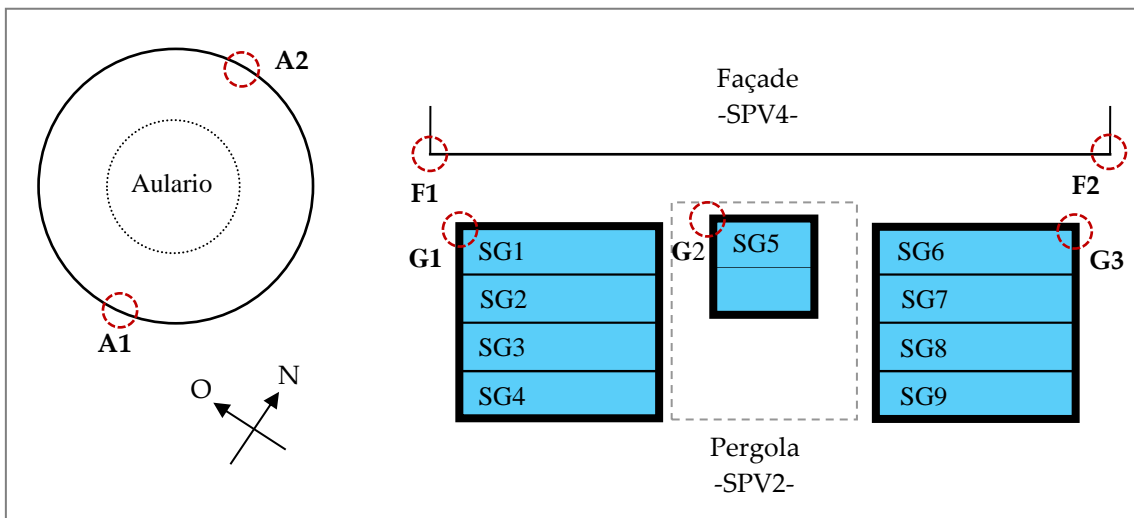 A2
Aulario
A1
O
N
Façade
-SPV4-
F1
F2
G1
SG1
SG2
SG3
SG4
G2
SG5
SG6
SG7
SG8
SG9
G3
Pergola
-SPV2-